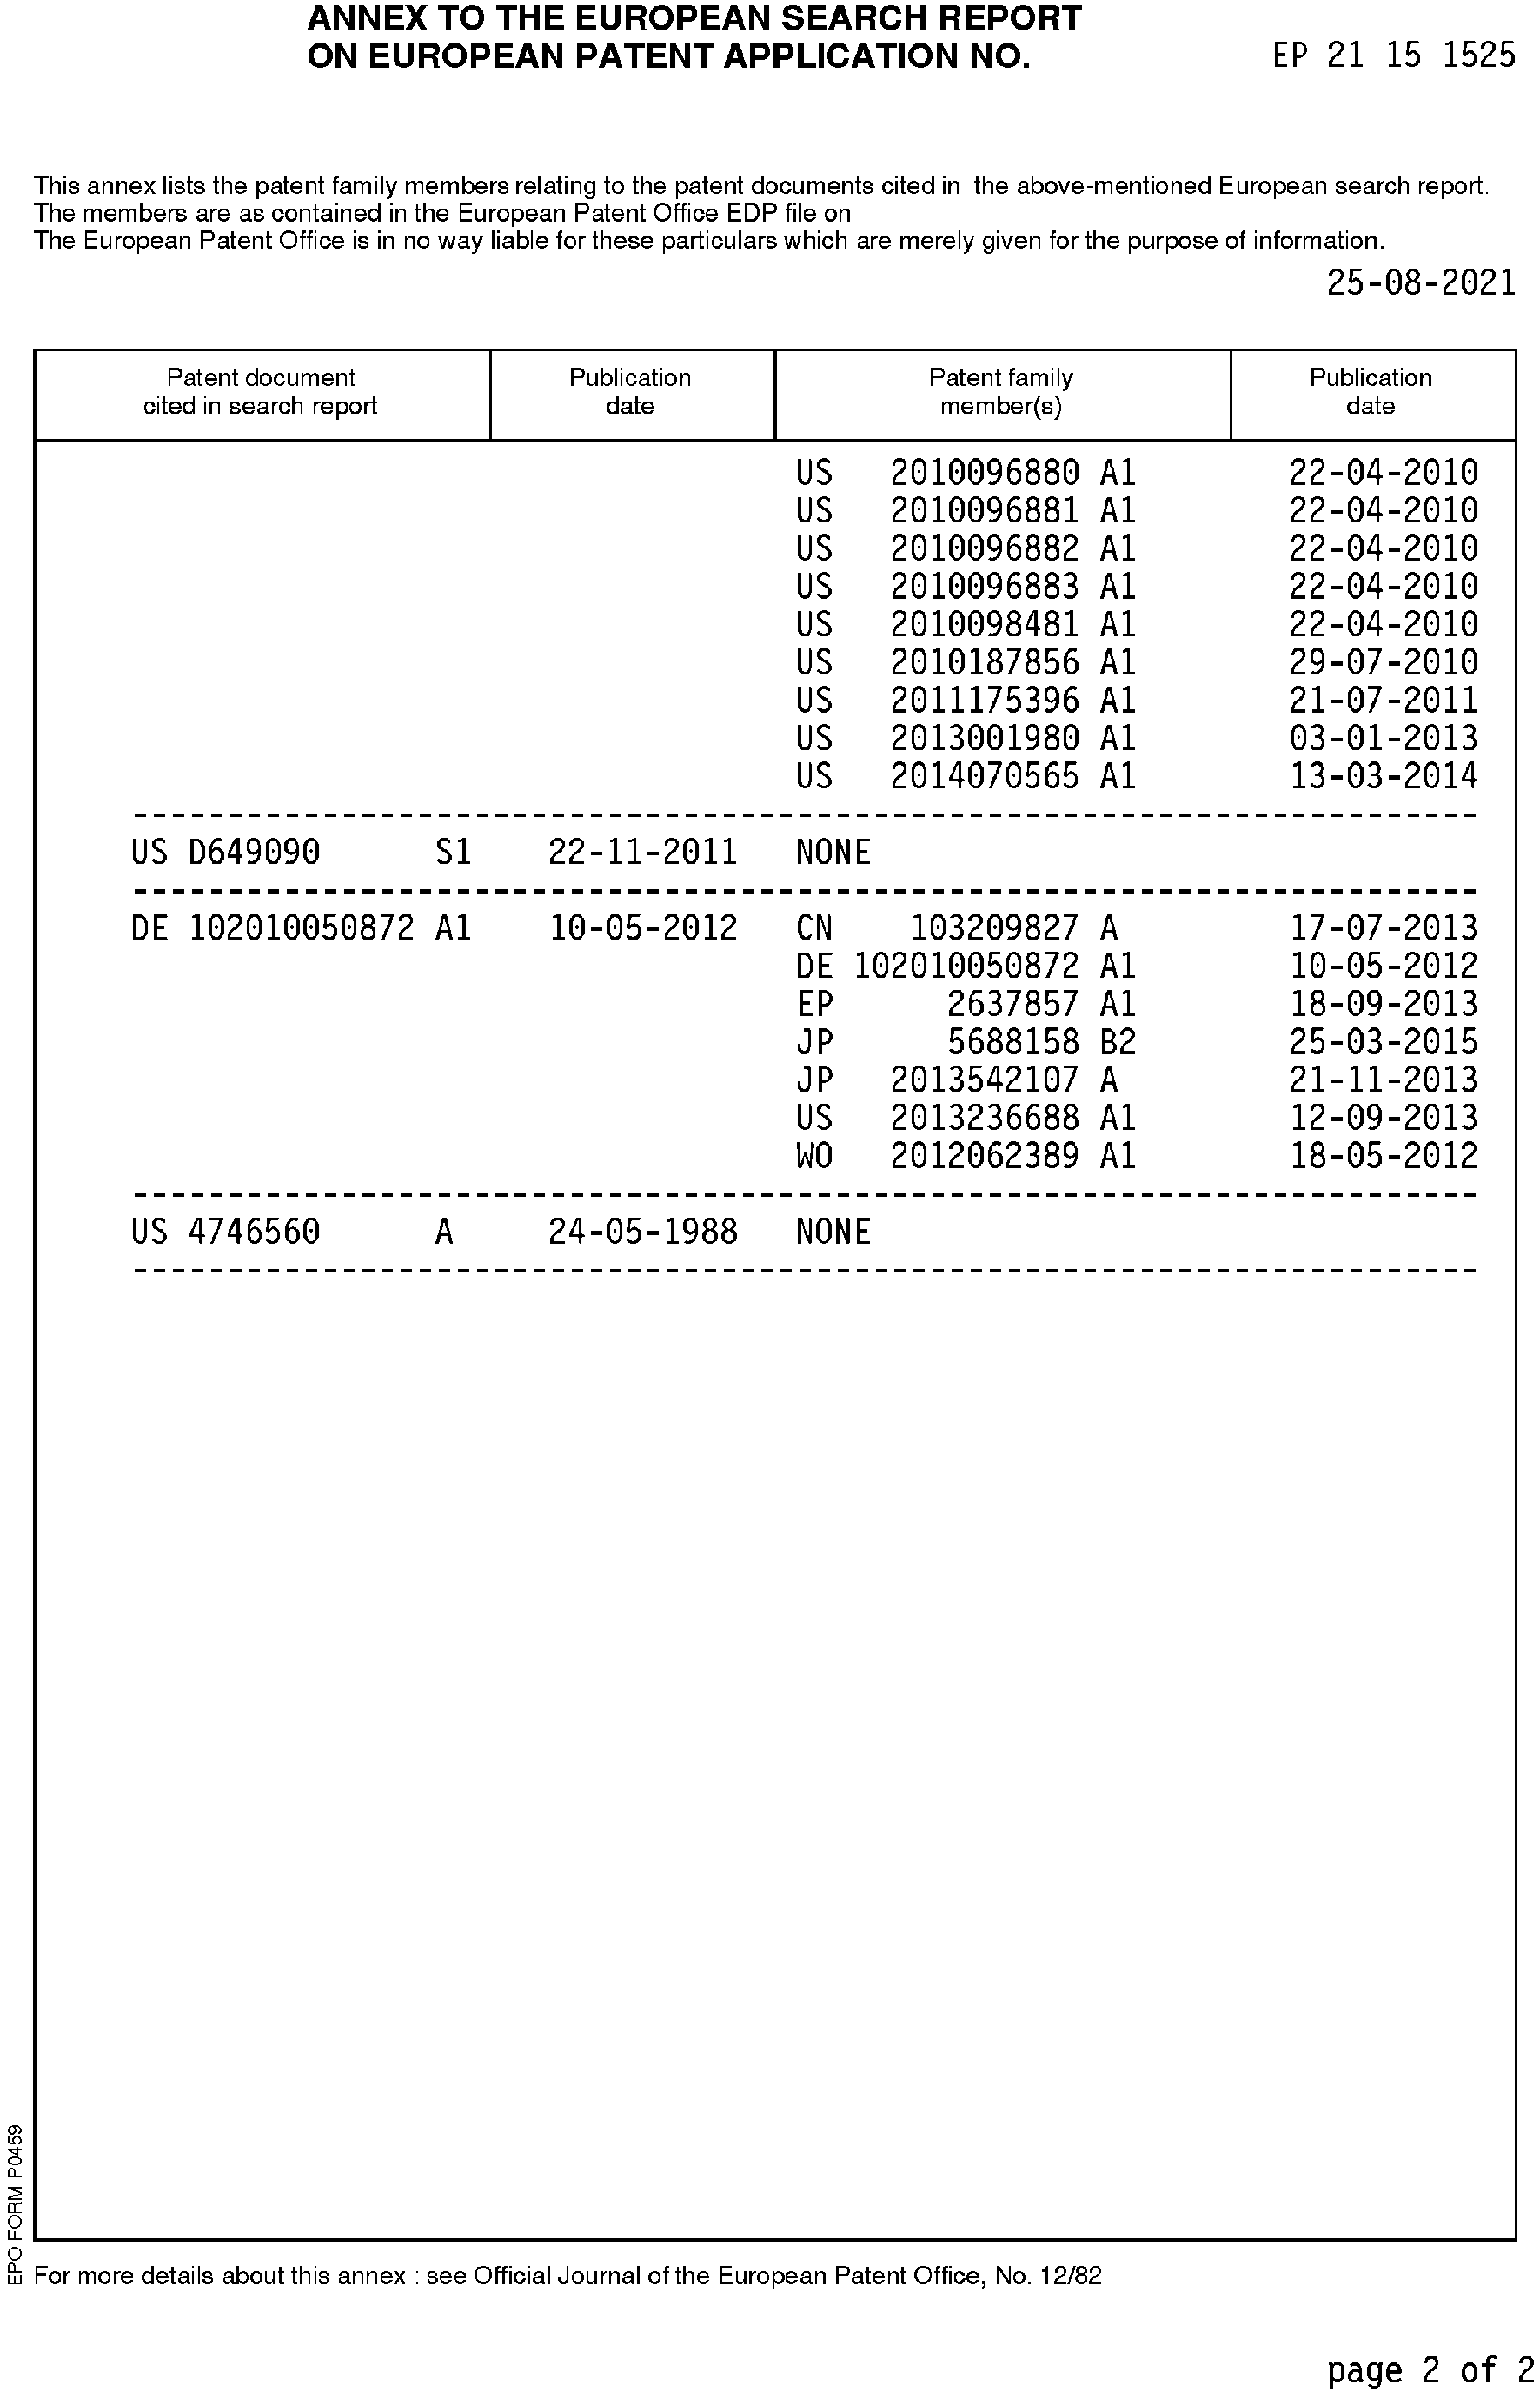 ANNEX TO THE EUROPEAN SEARCH REPORT
ON EUROPEAN PATENT APPLICATION NO. EP 21 15 1525
This annex lists the patent family members relating to the patent documents cited in the above-mentioned European search report.
The members are as contained in the European Patent Office EDP file on
The European Patent Office is in no way liable for these particulars which are merely given for the purpose of information.
25-08-2021
Patent document cited in search report | Publication date | Patent family member(s) | Publication date
US 2010096880 A1 22-04-2010
US 2010096881 A1 22-04-2010
US 2010096882 A1 22-04-2010
US 2010096883 A1 22-04-2010
US 2010098481 A1 22-04-2010
US 2010187856 A1 29-07-2010
US 2011175396 A1 21-07-2011
US 2013001980 A1 03-01-2013
US 2014070565 A1 13-03-2014
US D649090 S1 22-11-2011 NONE
DE 102010050872 A1 10-05-2012 CN 103209827 A 17-07-2013
DE 102010050872 A1 10-05-2012
EP 2637857 A1 18-09-2013
JP 5688158 B2 25-03-2015
JP 2013542107 A 21-11-2013
US 2013236688 A1 12-09-2013
WO 2012062389 A1 18-05-2012
US 4746560 A 24-05-1988 NONE
EPO FORM P0459
For more details about this annex : see Official Journal of the European Patent Office, No. 12/82
page 2 of 2